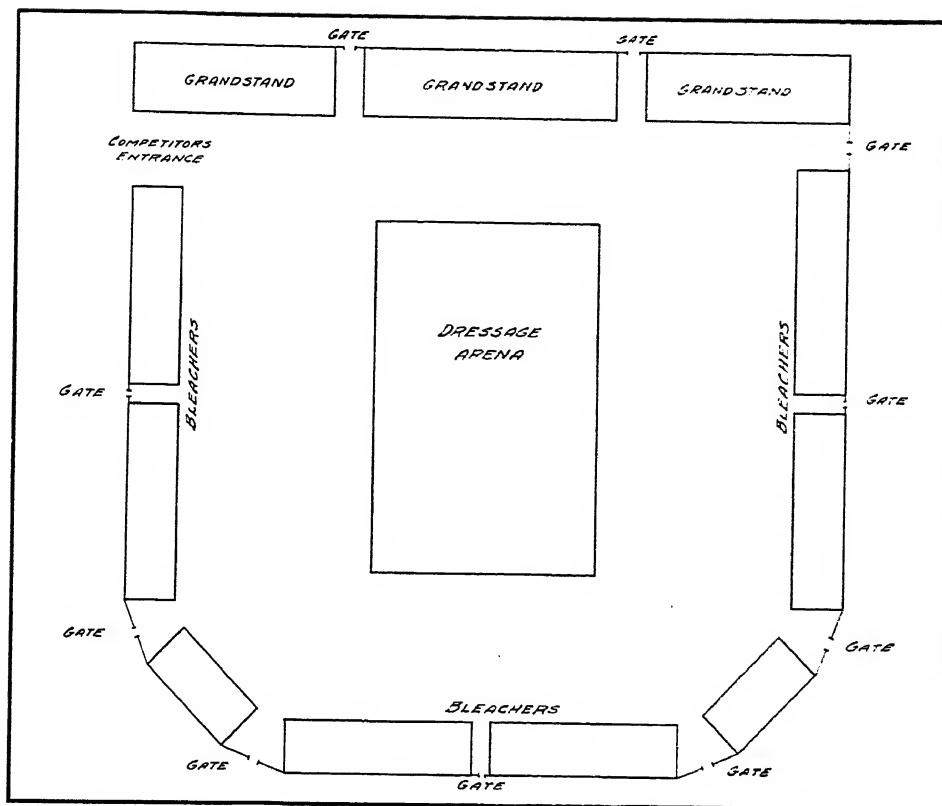 GATE
GATE
GRANDSTAND
GRANDSTAND
GRANDSTAND
COMPETITORS
ENTRANCE
GATE
DRESSAGE
ARENA
BLEACHERS
BLEACHERS
GATE
GATE
GATE
GATE
BLEACHERS
GATE
GATE
GATE